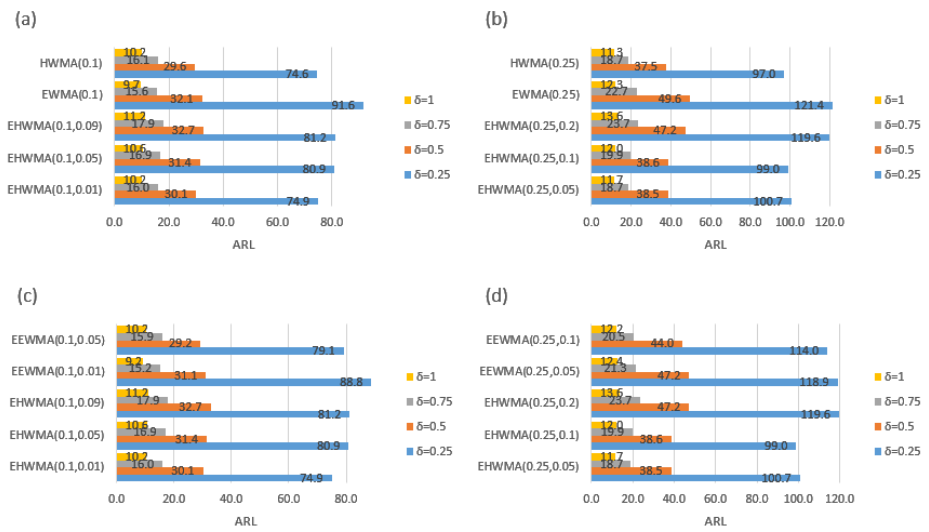 (a)
HWMA(0.1)
10.2
16.1
29.6
74.6
EWMA(0.1)
9.7
15.6
32.1
91.6
EHWMA(0.1,0.09)
11.2
17.9
32.7
81.2
EHWMA(0.1,0.05)
10.6
16.9
31.4
80.9
EHWMA(0.1,0.01)
10.2
16.0
30.1
74.9
0.0 20.0 40.0 60.0 80.0
ARL
δ=1
δ=0.75
δ=0.5
δ=0.25
(b)
HWMA(0.25)
11.3
18.7
37.5
97.0
EWMA(0.25)
12.3
22.7
49.6
121.4
EHWMA(0.25,0.2)
13.6
23.7
47.2
119.6
EHWMA(0.25,0.1)
12.0
19.9
38.6
99.0
EHWMA(0.25,0.05)
11.7
18.7
38.5
100.7
0.0 20.0 40.0 60.0 80.0 100.0 120.0
ARL
δ=1
δ=0.75
δ=0.5
δ=0.25
(c)
EEWMA(0.1,0.05)
10.2
15.9
29.2
79.1
EEWMA(0.1,0.01)
9.2
15.2
31.1
88.8
EHWMA(0.1,0.09)
11.2
17.9
32.7
81.2
EHWMA(0.1,0.05)
10.6
16.9
31.4
80.9
EHWMA(0.1,0.01)
10.2
16.0
30.1
74.9
0.0 20.0 40.0 60.0 80.0
ARL
δ=1
δ=0.75
δ=0.5
δ=0.25
(d)
EEWMA(0.25,0.1)
12.2
20.5
44.0
114.0
EEWMA(0.25,0.05)
12.4
21.3
47.2
118.9
EHWMA(0.25,0.2)
13.6
23.7
47.2
119.6
EHWMA(0.25,0.1)
12.0
19.9
38.6
99.0
EHWMA(0.25,0.05)
11.7
18.7
38.5
100.7
0.0 20.0 40.0 60.0 80.0 100.0 120.0
ARL
δ=1
δ=0.75
δ=0.5
δ=0.25